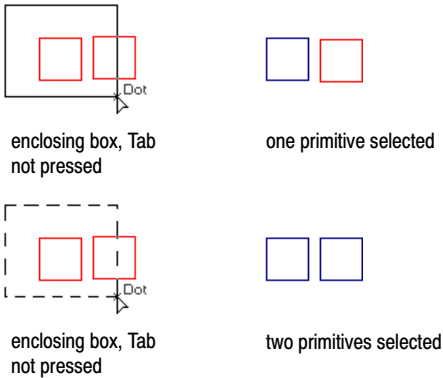 Dot
enclosing box, Tab
not pressed
one primitive selected
Dot
enclosing box, Tab
not pressed
two primitives selected